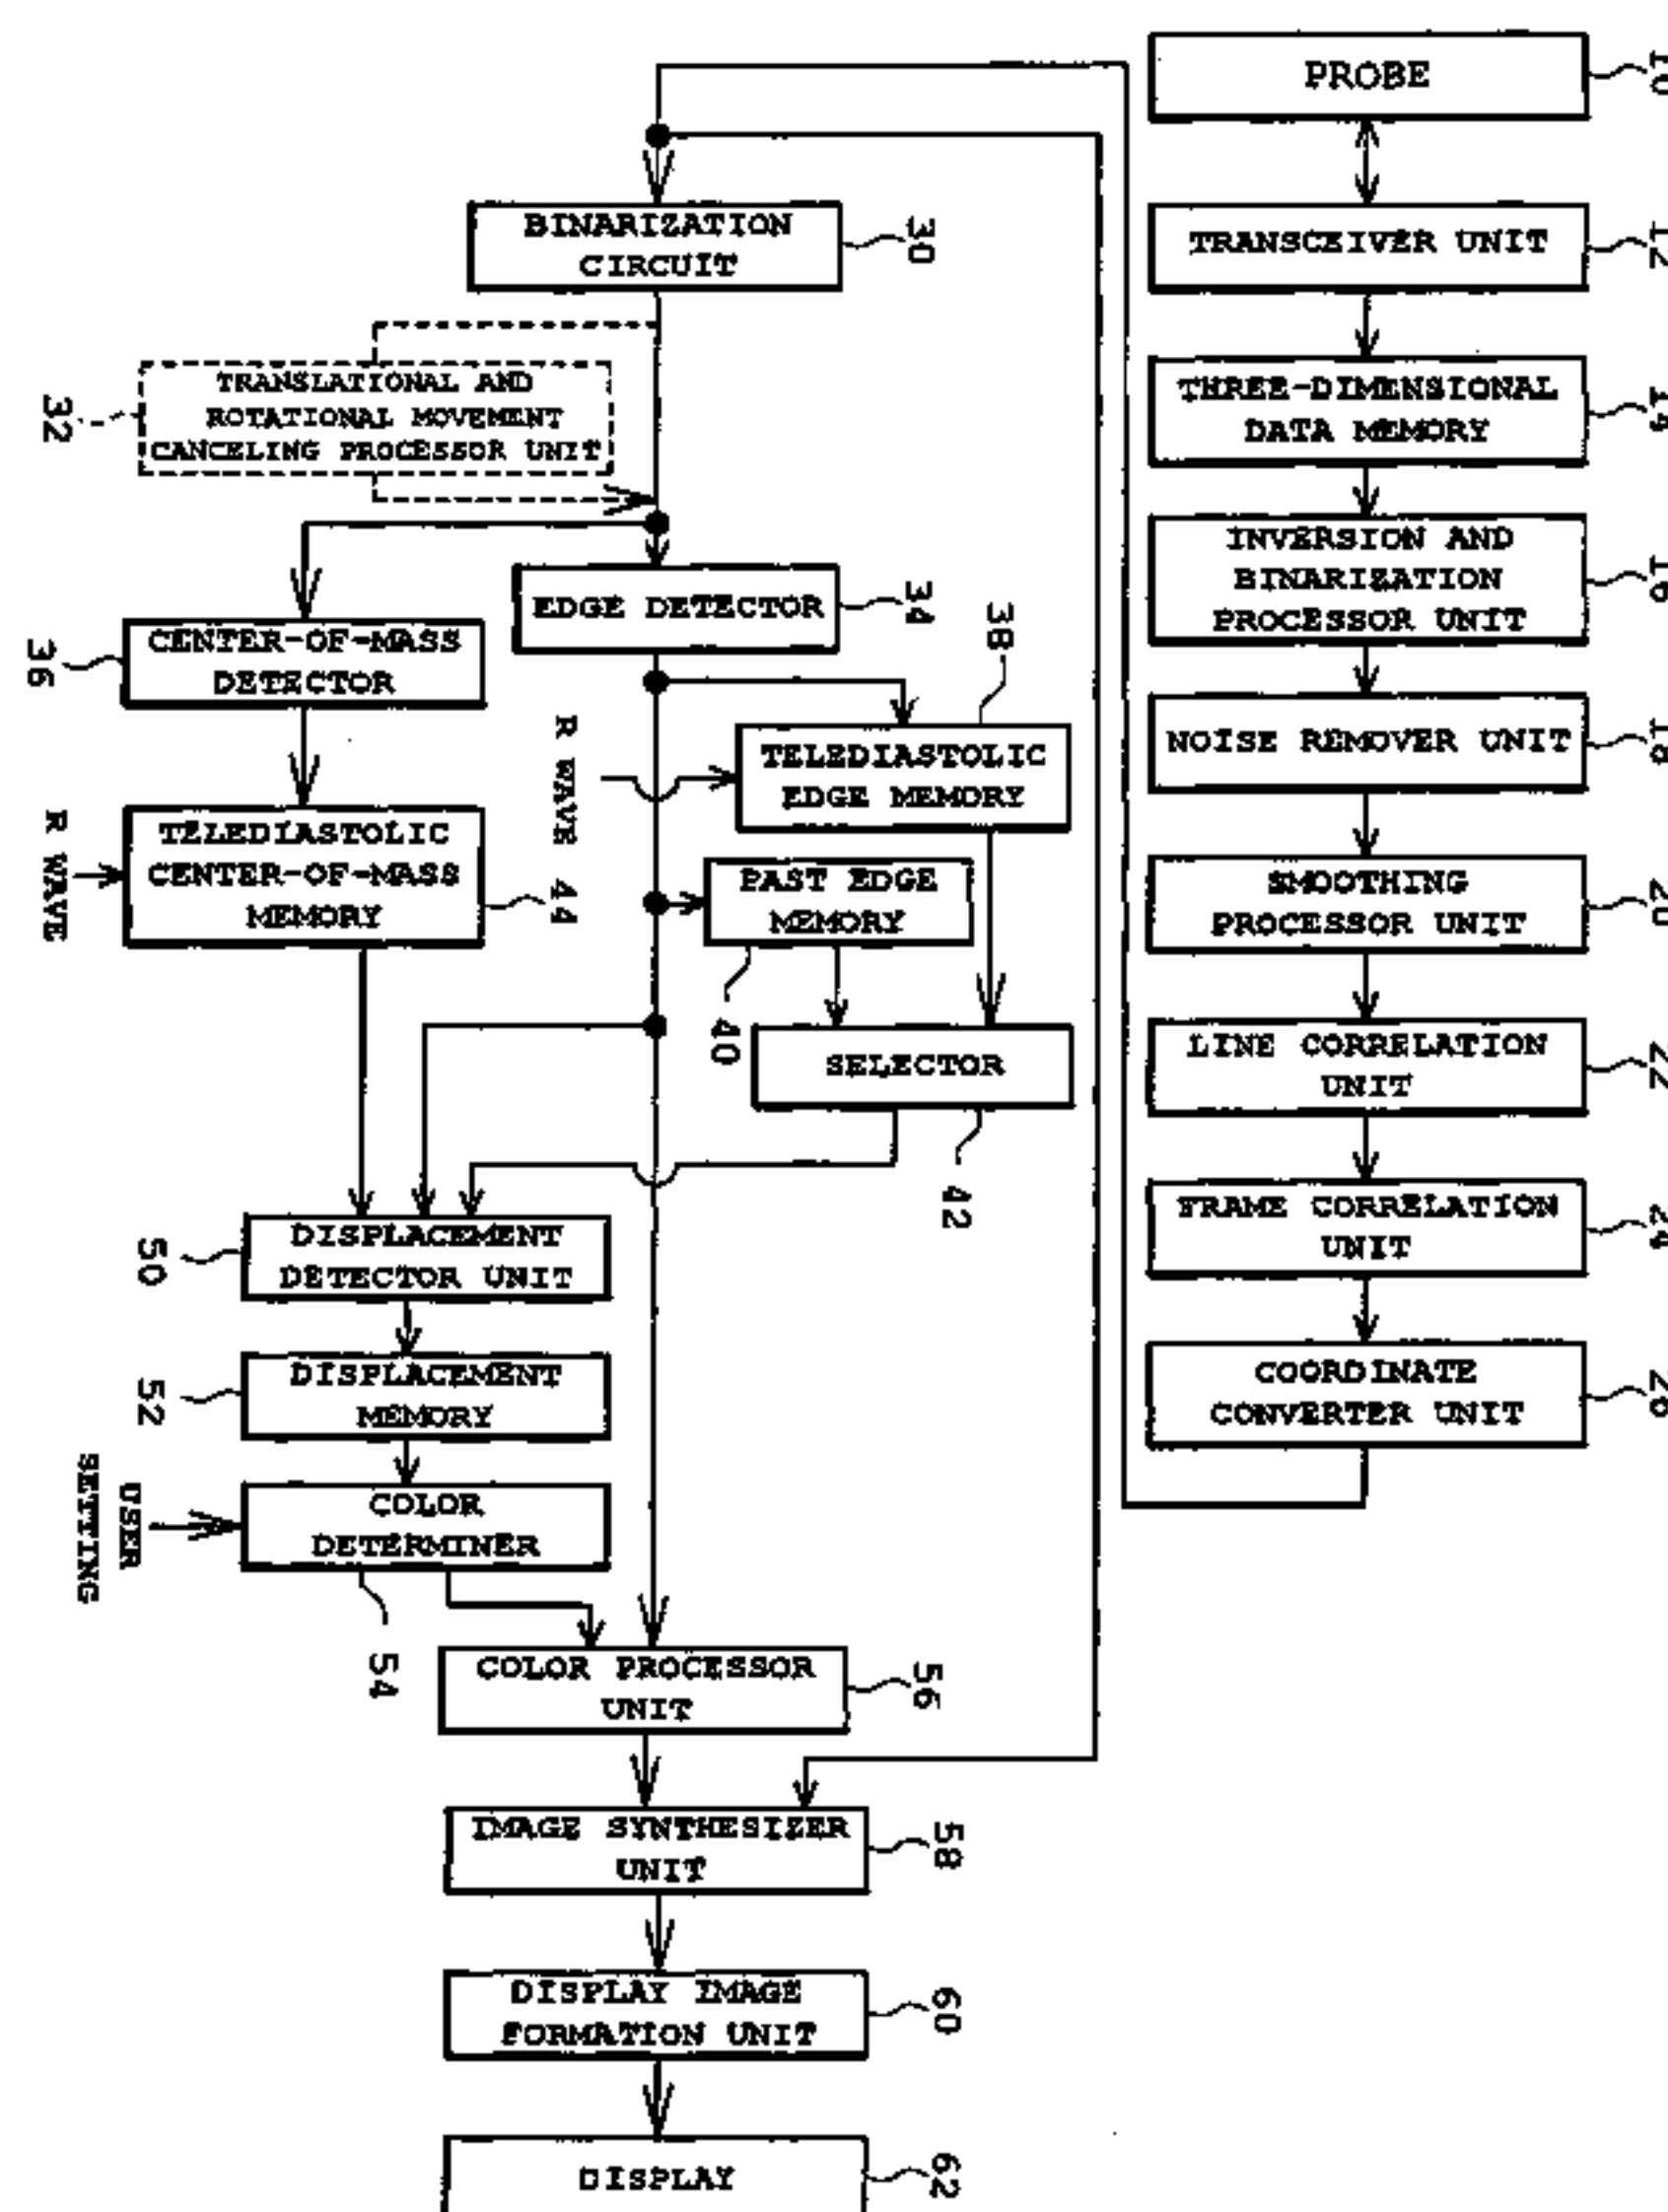 PROBE
10
TRANSCEIVER UNIT
12
THREE-DIMENSIONAL
DATA MEMORY
14
INVERSION AND
BINARIZATION
PROCESSOR UNIT
16
NOISE REMOVER UNIT
18
SMOOTHING
PROCESSOR UNIT
20
LINE CORRELATION
UNIT
22
FRAME CORRELATION
UNIT
24
COORDINATE
CONVERTER UNIT
26
BINARIZATION
CIRCUIT
30
TRANSLATIONAL AND
ROTATIONAL MOVEMENT
CANCELING PROCESSOR UNIT
32
EDGE DETECTOR
34
CENTER-OF-MASS
DETECTOR
36
38
R WAVE
TELEDIASTOLIC
EDGE MEMORY
R WAVE
TELEDIASTOLIC
CENTER-OF-MASS
MEMORY
44
PAST EDGE
MEMORY
40
SELECTOR
42
DISPLACEMENT
DETECTOR UNIT
50
DISPLACEMENT
MEMORY
52
USER
SETTING
COLOR
DETERMINER
54
COLOR PROCESSOR
UNIT
56
IMAGE SYNTHESIZER
UNIT
58
DISPLAY IMAGE
FORMATION UNIT
60
DISPLAY
62